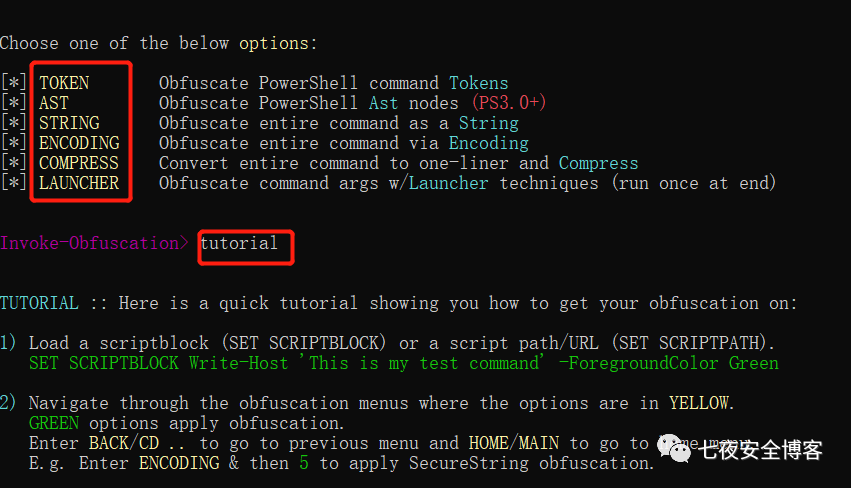 Choose one of the below options:
[*] TOKEN Obfuscate PowerShell command Tokens
[*] AST Obfuscate PowerShell Ast nodes (PS3.0+)
[*] STRING Obfuscate entire command as a String
[*] ENCODING Obfuscate entire command via Encoding
[*] COMPRESS Convert entire command to one-liner and Compress
[*] LAUNCHER Obfuscate command args w/Launcher techniques (run once at end)
Invoke-Obfuscation> tutorial
TUTORIAL :: Here is a quick tutorial showing you how to get your obfuscation on:
1) Load a scriptblock (SET SCRIPTBLOCK) or a script path/URL (SET SCRIPTPATH).
SET SCRIPTBLOCK Write-Host 'This is my test command' -ForegroundColor Green
2) Navigate through the obfuscation menus where the options are in YELLOW.
GREEN options apply obfuscation.
Enter BACK/CD .. to go to previous menu and HOME/MAIN to go to
E.g. Enter ENCODING & then 5 to apply SecureString obfuscation.
七夜安全博客